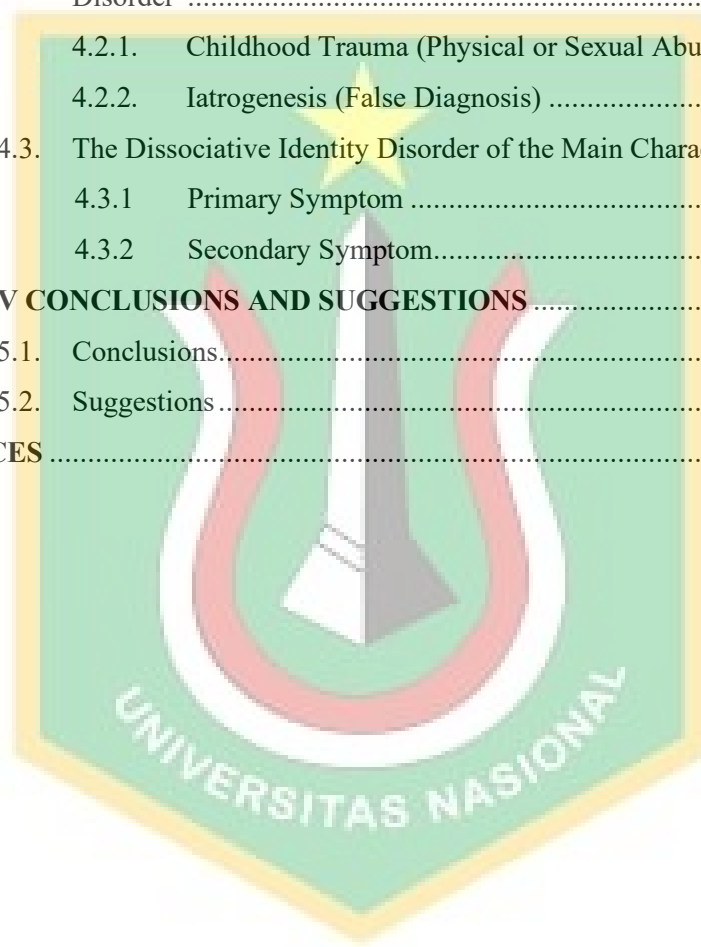 Disorder ........................................................................
4.2.1. Childhood Trauma (Physical or Sexual Abu
4.2.2. Iatrogenesis (False Diagnosis) .....................
4.3. The Dissociative Identity Disorder of the Main Chara
4.3.1 Primary Symptom .......................................
4.3.2 Secondary Symptom....................................
V CONCLUSIONS AND SUGGESTIONS ......................
5.1. Conclusions................................................................
5.2. Suggestions ................................................................
CES .......................................................................................
UNIVERSITAS NASIONAL